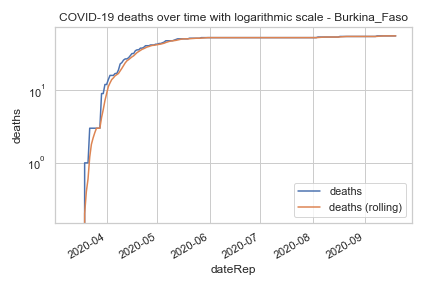 COVID-19 deaths over time with logarithmic scale - Burkina_Faso
deaths
10¹
10⁰
deaths
deaths (rolling)
2020-04
2020-05
2020-06
2020-07
2020-08
2020-09
dateRep